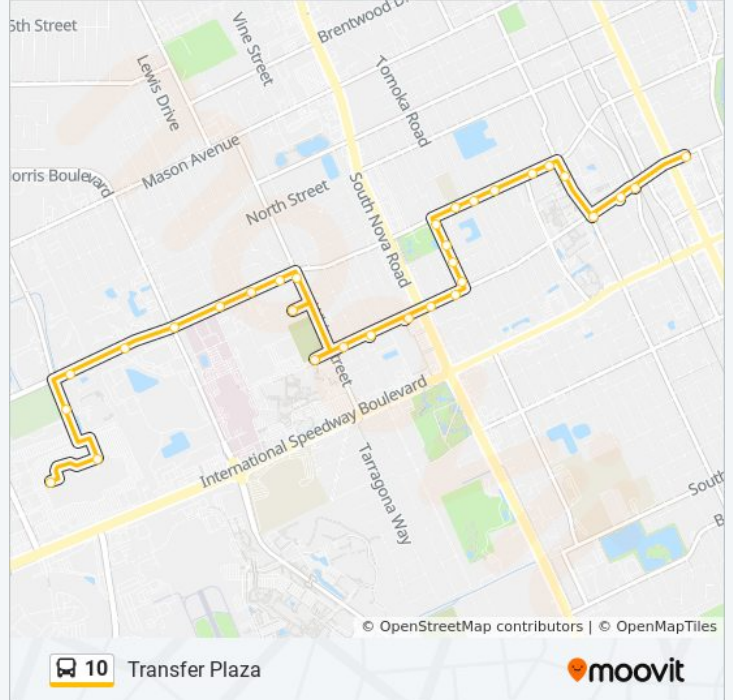 5th Street
Vine Street
Brentwood D
Lewis Drive
Tomoka Road
Mason Avenue
orris Boulevard
North Street
South Nova Road
treet
International Speedway Boulevard
Tarragona Way
South
B
© OpenStreetMap contributors | © OpenMapTiles
10 Transfer Plaza
moovit